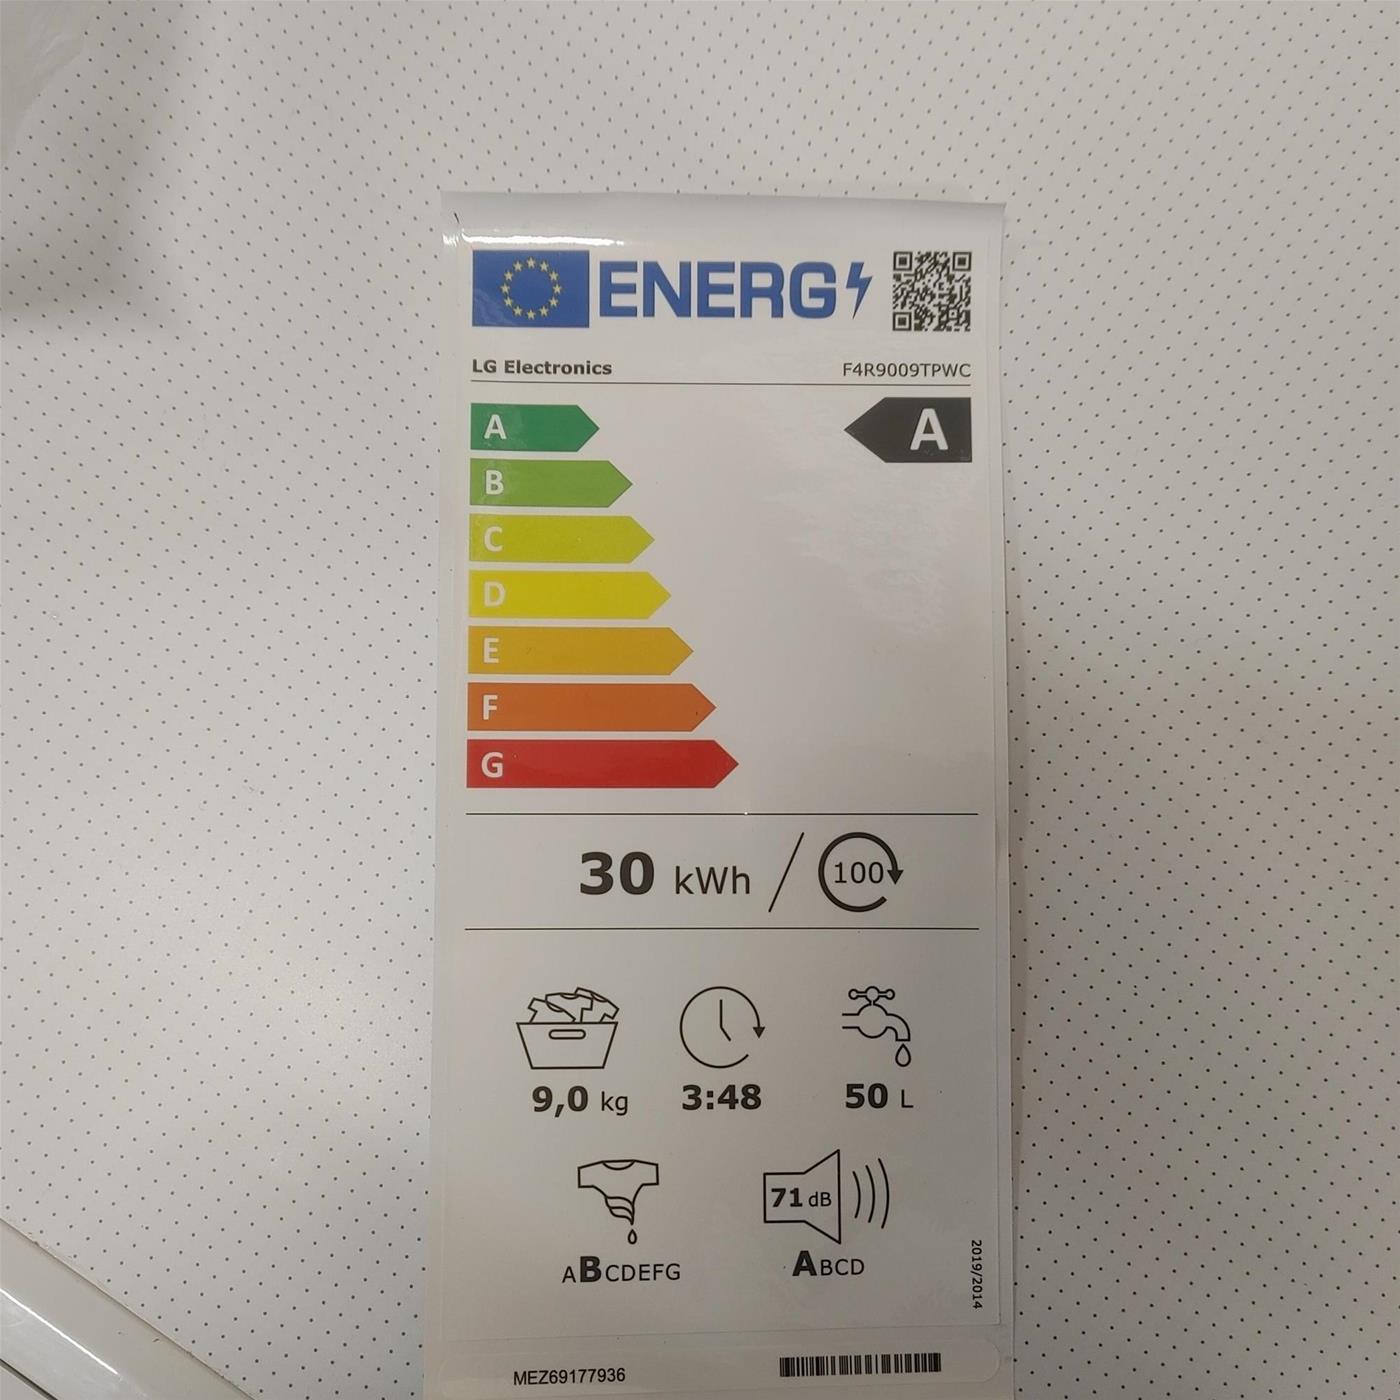 ENERG
LG Electronics F4R9009TPWC
A A
B
C
D
E
F
G
30 kWh / 100
9,0 kg 3:48 50 L
71 dB
ABCDEFG ABCD
2019/2014
MEZ69177936